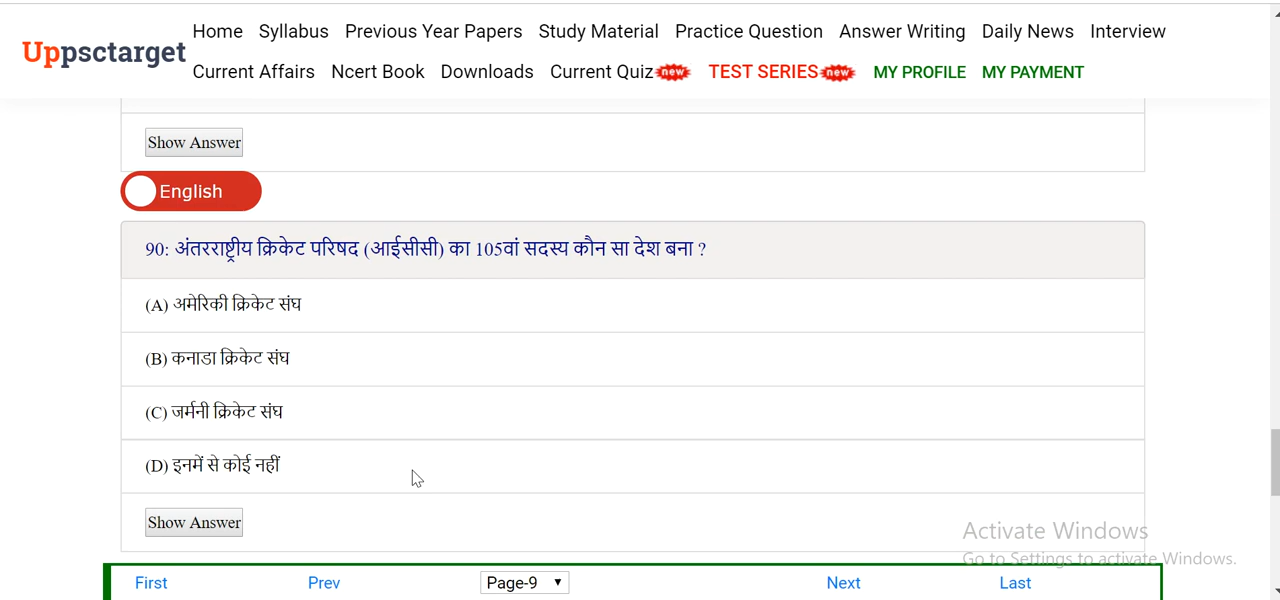 Home Syllabus Previous Year Papers Study Material Practice Question Answer Writing Daily News Interview
Uppsctarget
Current Affairs Ncert Book Downloads Current Quiz new TEST SERIES new MY PROFILE MY PAYMENT
Show Answer
English
90: अंतरराष्ट्रीय क्रिकेट परिषद (आईसीसी) का 105वां सदस्य कौन सा देश बना ?
(A) अमेरिकी क्रिकेट संघ
(B) कनाडा क्रिकेट संघ
(C) जर्मनी क्रिकेट संघ
(D) इनमें से कोई नहीं
Show Answer
Activate Windows
Go to Settings to activate Windows.
First Prev Page-9 Next Last